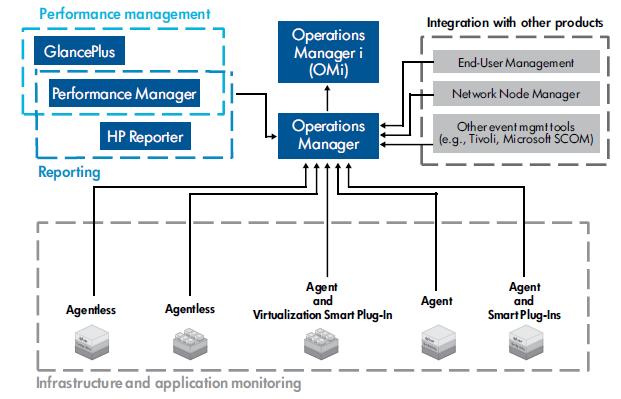 Performance management
GlancePlus
Performance Manager
HP Reporter
Reporting
Operations
Manager i
(OMi)
Operations
Manager
Integration with other products
End-User Management
Network Node Manager
Other event mgmt tools
(e.g., Tivoli, Microsoft SCOM)
Agentless
Agentless
Agent
and
Virtualization Smart Plug-In
Agent
Agent
and
Smart Plug-Ins
Infrastructure and application monitoring